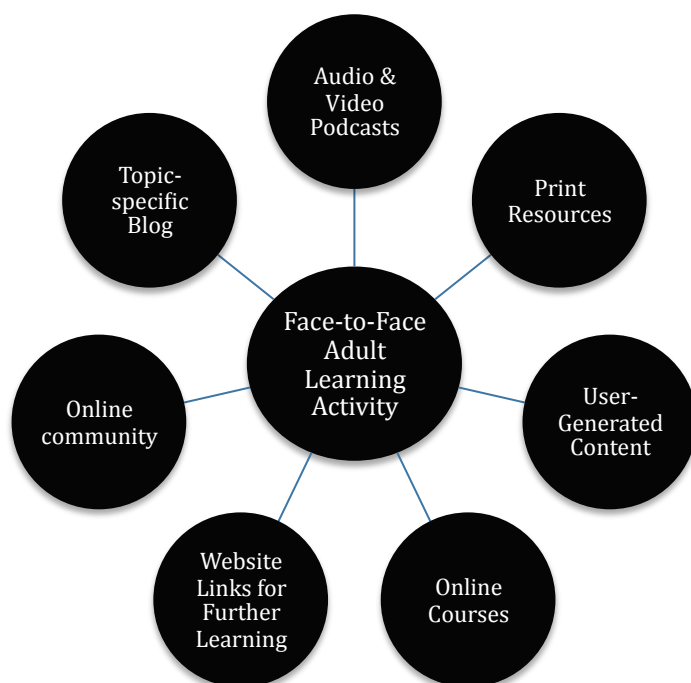 Audio &
Video
Podcasts
Print
Resources
User-
Generated
Content
Online
Courses
Website
Links for
Further
Learning
Online
community
Topic-
specific
Blog
Face-to-Face
Adult
Learning
Activity